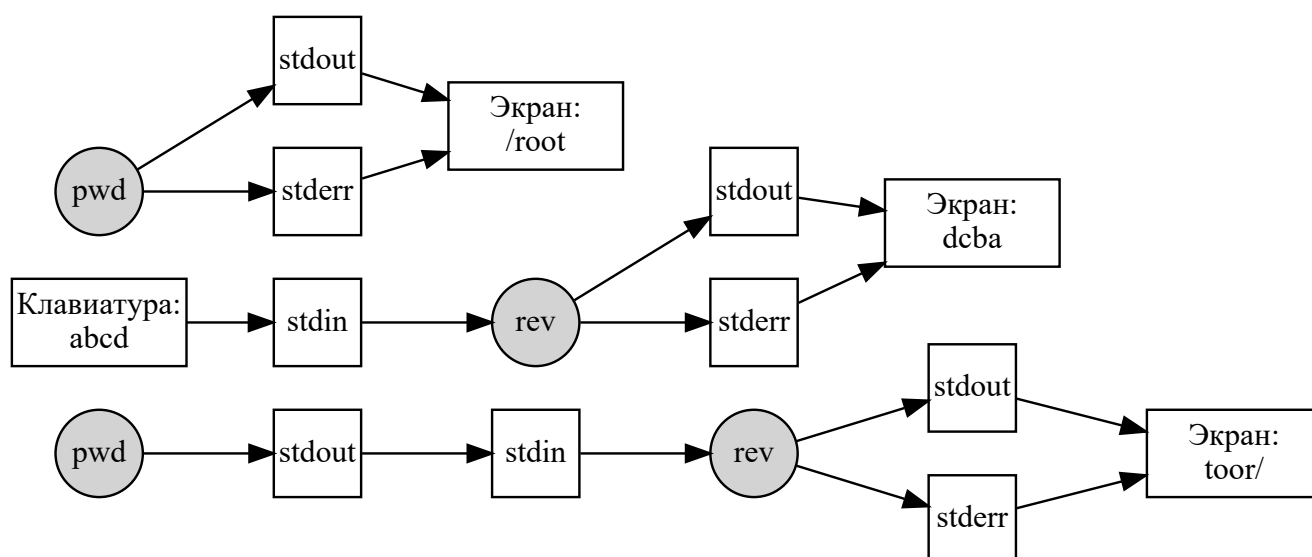 stdout
Экран:
/root
pwd
stderr
stdout
Экран:
dcba
Клавиатура:
abcd
stdin
rev
stderr
stdout
Экран:
toor/
pwd
stdout
stdin
rev
stderr